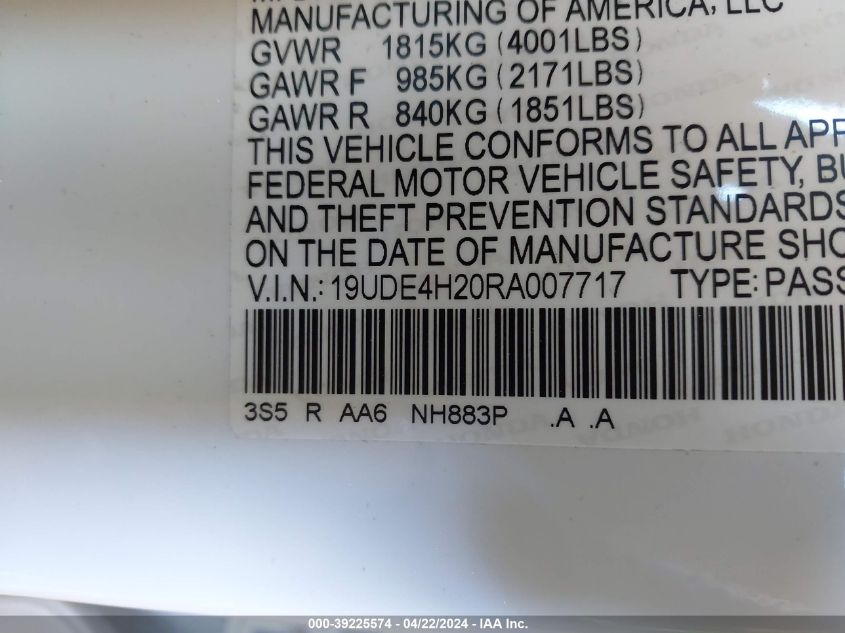 MANUFACTURING OF AMERICA, LLC
GVWR 1815KG (4001LBS)
GAWR F 985KG (2171LBS)
GAWR R 840KG (1851LBS)
THIS VEHICLE CONFORMS TO ALL APP
FEDERAL MOTOR VEHICLE SAFETY, BU
AND THEFT PREVENTION STANDARDS
ON THE DATE OF MANUFACTURE SHO
V.I.N.: 19UDE4H20RA007717 TYPE: PASS
3S5 R AA6 NH883P .A .A
HONDA HONDA
000-39225574 / 04/22/2024 - IAA Inc.